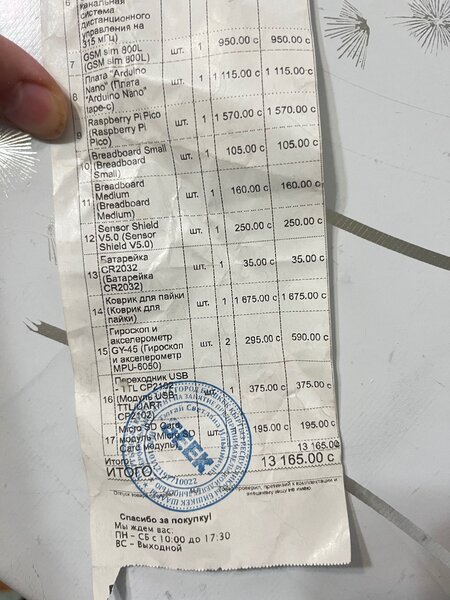 6
канальная
система
дистанционного
управления на
315 мГц)
7 GSM sim 800L
(GSM sim 800L) шт. 1 950.00 с 950.00 с
8 Плата "Arduino
Nano" (Плата
"Arduino Nano"
type-c) шт. 1 1 115.00 с 1 115.00 с
9 Raspberry Pi Pico
(Raspberry Pi
Pico) шт. 1 1 570.00 с 1 570.00 с
10 Breadboard Small
(Breadboard
Small) шт. 1 105.00 с 105.00 с
11 Breadboard
Medium
(Breadboard
Medium) шт. 1 160.00 с 160.00 с
12 Sensor Shield
V5.0 (Sensor
Shield V5.0) шт. 1 250.00 с 250.00 с
13 Батарейка
CR2032
(Батарейка
CR2032) шт. 1 35.00 с 35.00 с
14 Коврик для пайки
(Коврик для
пайки) шт. 1 1 675.00 с 1 675.00 с
15 Гироскоп и
акселерометр
GY-45 (Гироскоп
и акселерометр
MPU-6050) шт. 2 295.00 с 590.00 с
16 Переходник USB
- TTL CP2102
(Модуль USB
TTL UART
CP2102) шт. 1 375.00 с 375.00 с
17 Micro SD Card
модуль (Micro SD
Card модуль) шт. 195.00 с 195.00 с
Итого: 13 165.00
ИТОГО 13 165.00 с
GEEK
Спасибо за покупку!
Мы ждем вас:
ПН - СБ с 10:00 до 17:30
ВС - Выходной